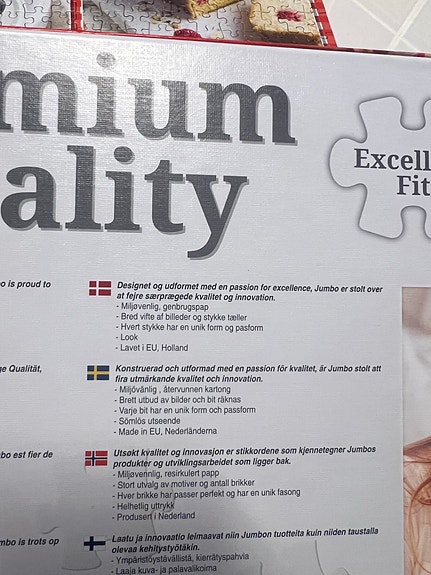 mium
ality
Excell
Fit
o is proud to
Designet og udformet med en passion for excellence, Jumbo er stolt over
at fejre særprægede kvalitet og innovation.
- Miljøvenlig, genbrugspap
- Bred vifte af billeder og stykke tæller
- Hvert stykke har en unik form og pasform
- Look
- Lavet i EU, Holland
ge Qualität,
Konstruerad och utformad med en passion för kvalitet, är Jumbo stolt att
fira utmärkande kvalitet och innovation.
- Miljövänlig , återvunnen kartong
- Brett utbud av bilder och bit räknas
- Varje bit har en unik form och passform
- Sömlös utseende
- Made in EU, Nederländerna
bo est fier de
Utsøkt kvalitet og innovasjon er stikkordene som kjennetegner Jumbos
produkter og utviklingsarbeidet som ligger bak.
- Miljøvennlig, resirkulert papp
- Stort utvalg av motiver og antall brikker
- Hver brikke har passer perfekt og har en unik fasong
- Helhetlig uttrykk
- Produsert i Nederland
mbo is trots op
Laatu ja innovaatio leimaavat niin Jumbon tuotteita kuin niiden taustalla
olevaa kehitystyötäkin.
- Ympäristöystävällistä, kierrätyspahvia
- Laaja kuva- ja palavalikoirna